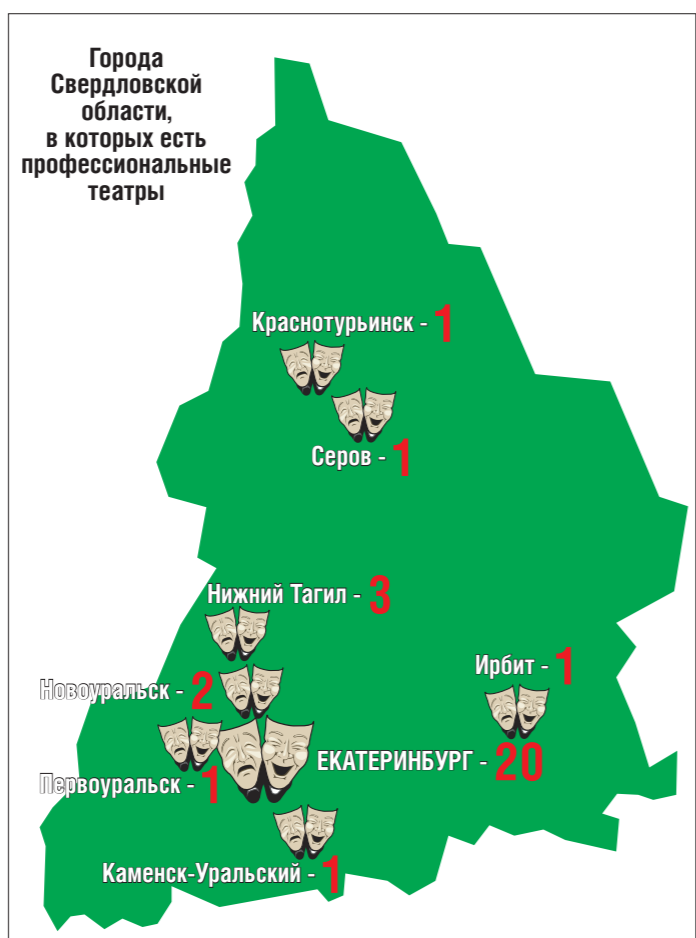 Города
Свердловской
области,
в которых есть
профессиональные
театры
Краснотурьинск - 1
Серов - 1
Нижний Тагил - 3
Ирбит - 1
Новоуральск - 2
ЕКАТЕРИНБУРГ - 20
Первоуральск - 1
Каменск-Уральский - 1